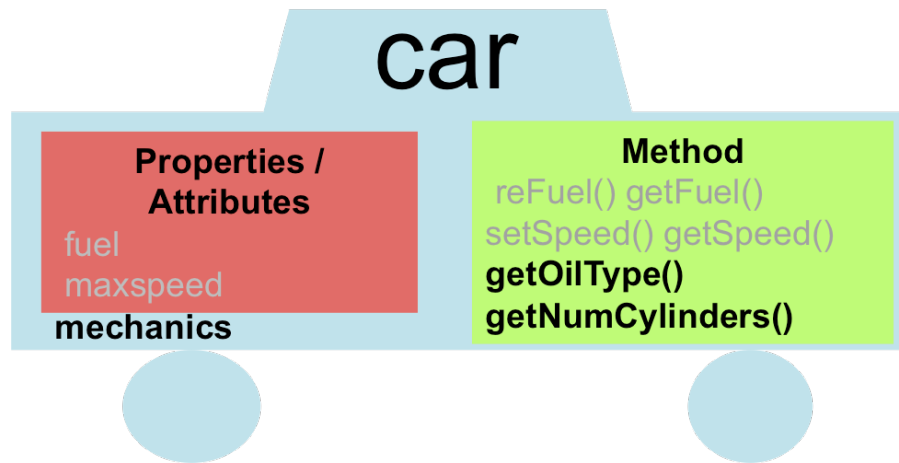 car
Properties /
Attributes
fuel
maxspeed
mechanics
Method
reFuel() getFuel()
setSpeed() getSpeed()
getOilType()
getNumCylinders()